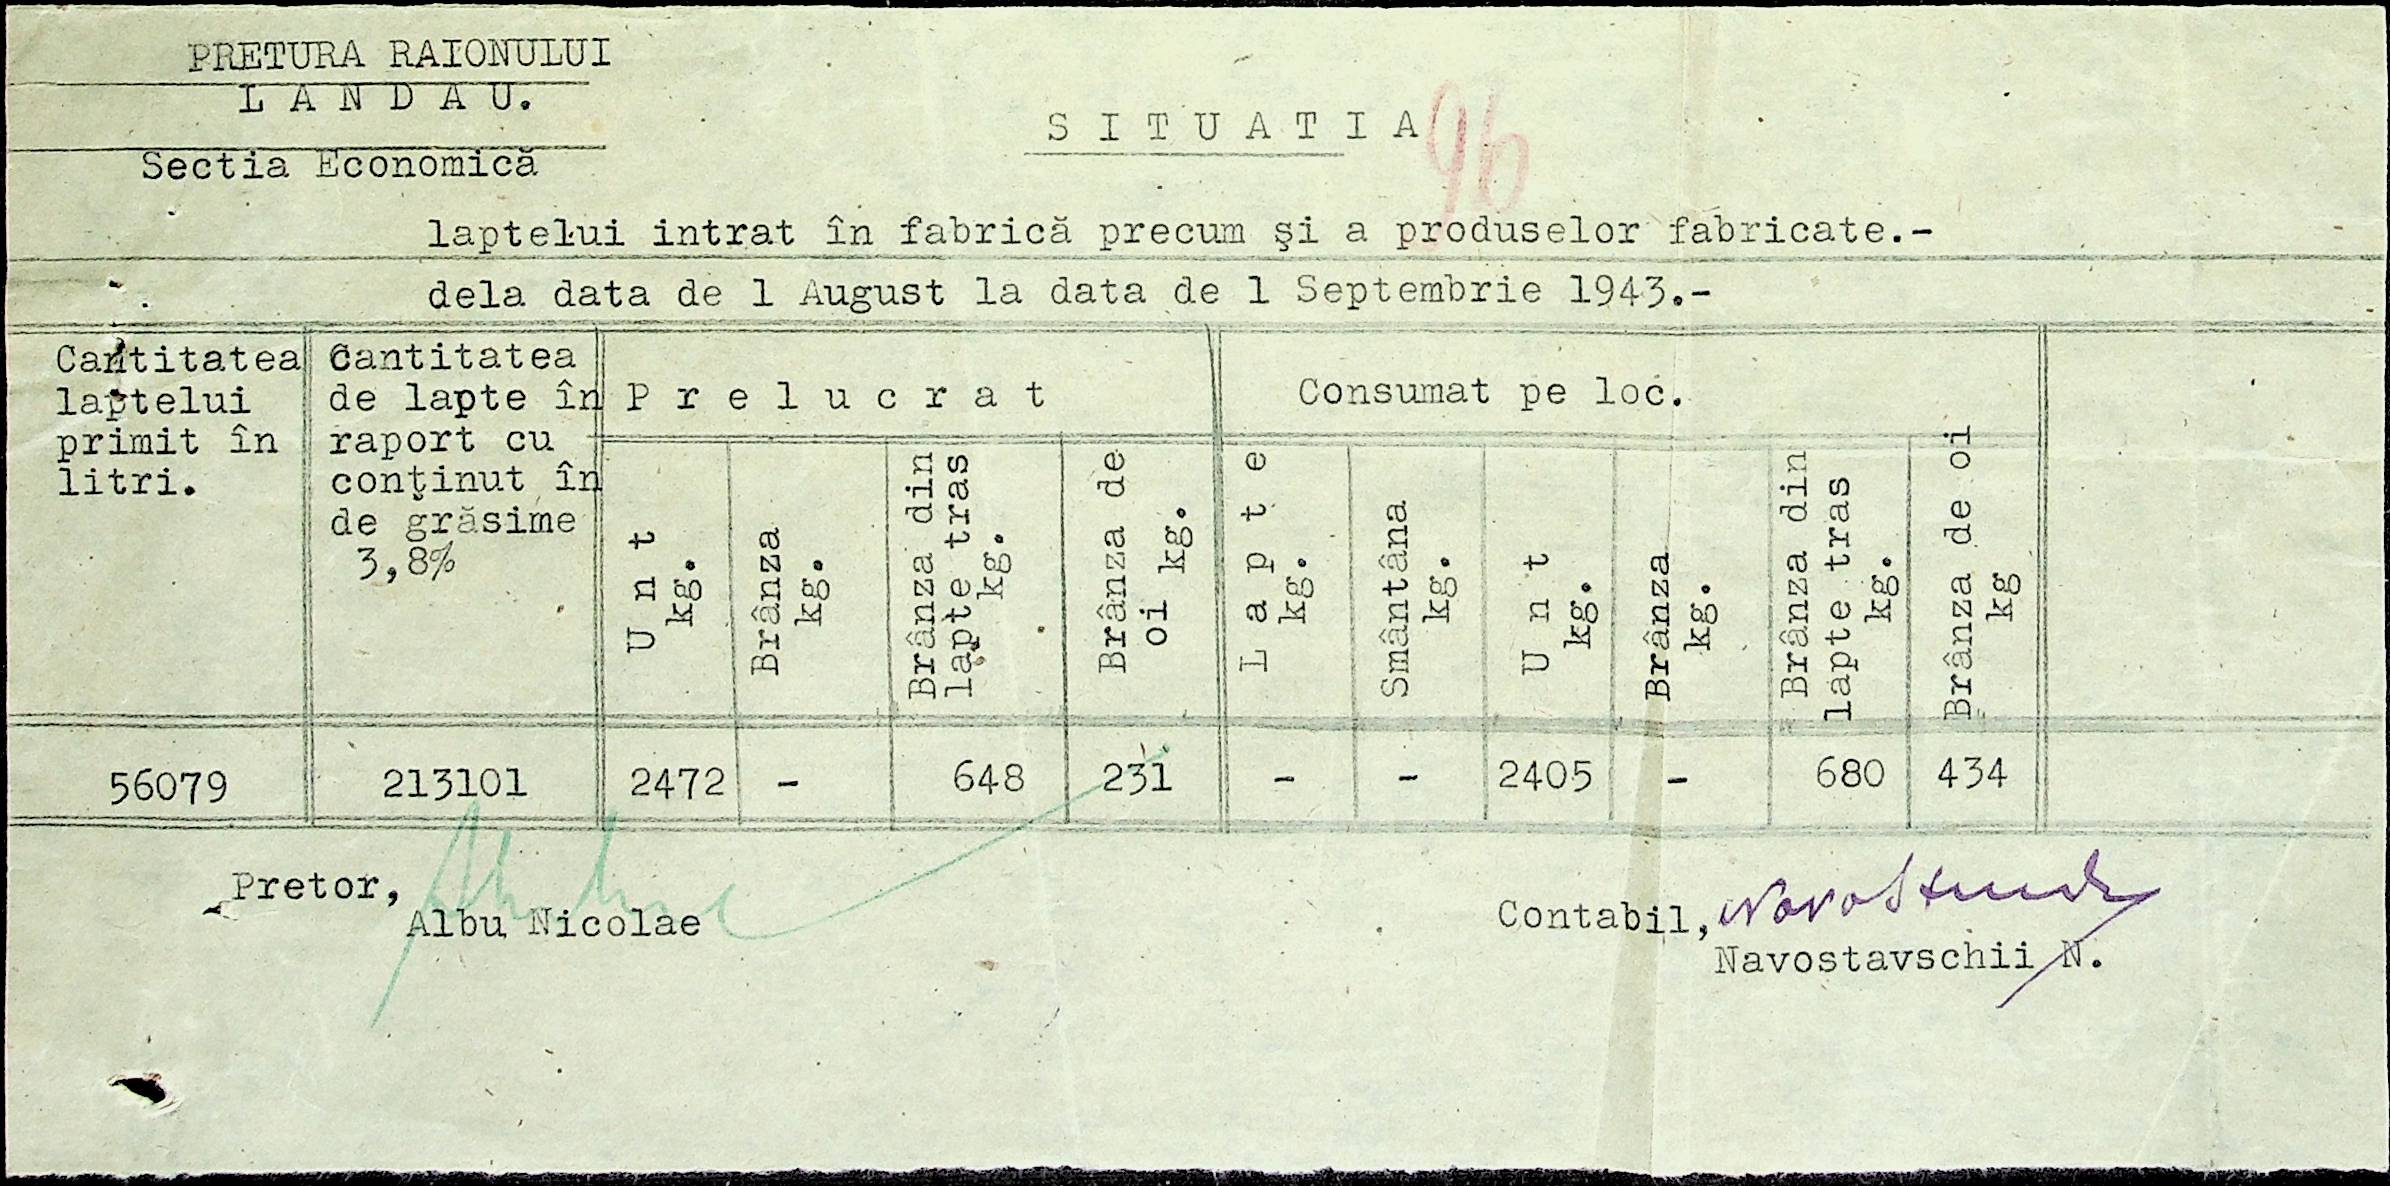 PRETURA RAIONULUI
L A N D A U.
Sectia Economică
S I T U A T I A
96
laptelui intrat în fabrică precum şi a produselor fabricate.-
dela data de 1 August la data de 1 Septembrie 1943.-
Cantitatea
laptelui
primit în
litri.
Cantitatea
de lapte în
raport cu
conţinut în
de grăsime
3,8%
P r e l u c r a t
Consumat pe loc.
U n t
kg.
Brânza
kg.
Brânza din
lapte tras
kg.
Brânza de
oi kg.
L a p t e
kg.
Smântâna
kg.
U n t
kg.
Brânza
kg.
Brânza din
lapte tras
kg.
Brânza de oi
kg
56079 213101 2472 - 648 231 - - 2405 - 680 434
Pretor,
Albu Nicolae
Contabil,
Navostavschii N.